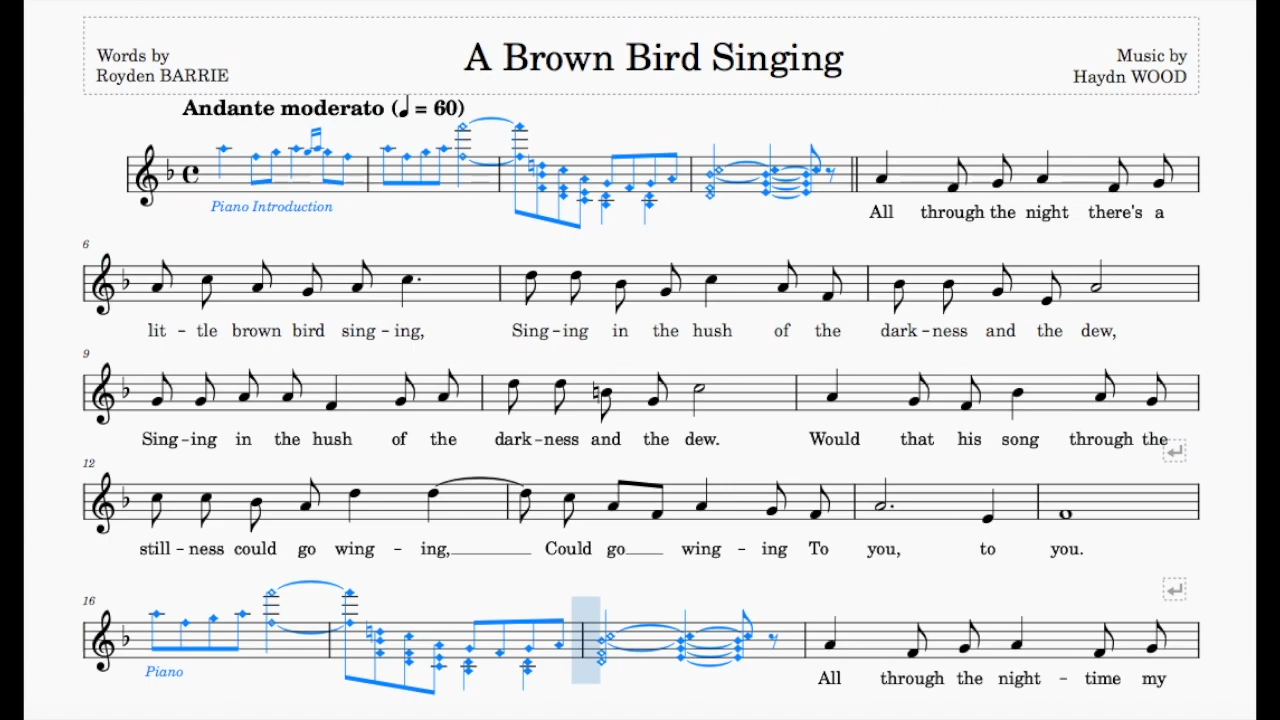 A Brown Bird Singing
Words by
Royden BARRIE
Music by
Haydn WOOD
Andante moderato (♩ = 60)
Piano Introduction
All through the night there's a
6
lit - tle brown bird sing - ing, Sing - ing in the hush of the dark - ness and the dew,
9
Sing - ing in the hush of the dark - ness and the dew. Would that his song through the
12
still - ness could go wing - ing, Could go wing - ing To you, to you.
16
Piano
All through the night - time my